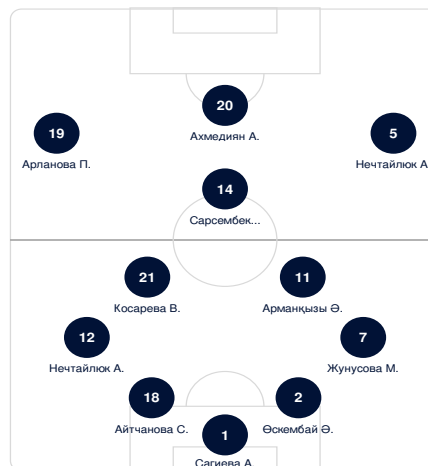 20
Ахмедиян А.
19
Арланова П.
5
Нечтайлюк А
14
Сарсембек...
21
Косарева В.
11
Арманқызы Ә.
12
Нечтайлюк А.
7
Жунусова М.
18
Айтчанова С.
2
Өскембай Ә.
1
Сагиева А.